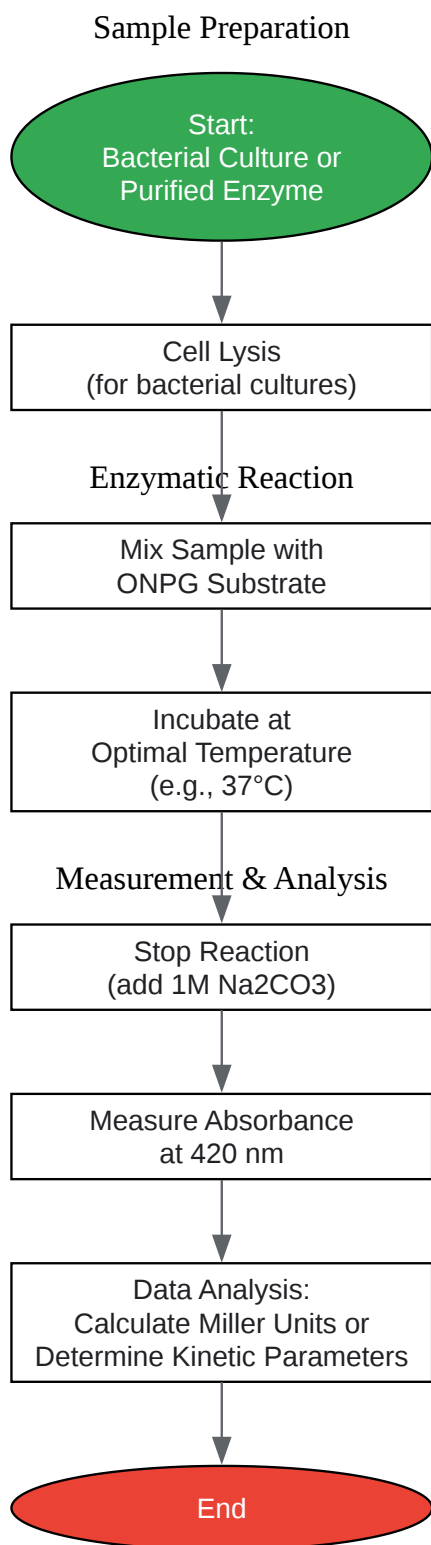 Sample Preparation
Start:
Bacterial Culture or
Purified Enzyme
Cell Lysis
(for bacterial cultures)
Enzymatic Reaction
Mix Sample with
ONPG Substrate
Incubate at
Optimal Temperature
(e.g., 37°C)
Measurement & Analysis
Stop Reaction
(add 1M Na2CO3)
Measure Absorbance
at 420 nm
Data Analysis:
Calculate Miller Units or
Determine Kinetic Parameters
End